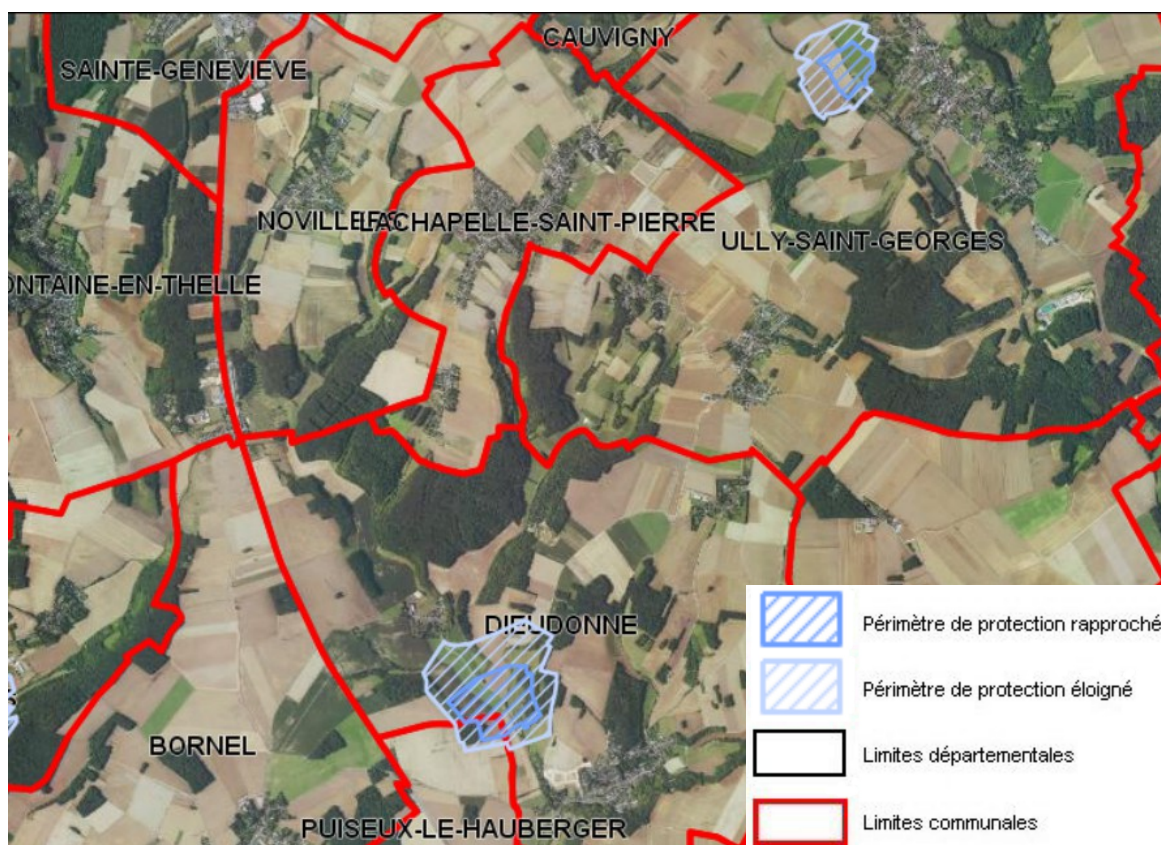 CAUVIGNY
SAINTE-GENEVIEVE
NOVILLERS
LACHAPELLE-SAINT-PIERRE
ULLY-SAINT-GEORGES
ONTAINE-EN-THELLE
DIEUDONNE
BORNEL
PUISEUX-LE-HAUBERGER
Périmètre de protection rapproché
Périmètre de protection éloigné
Limites départementales
Limites communales